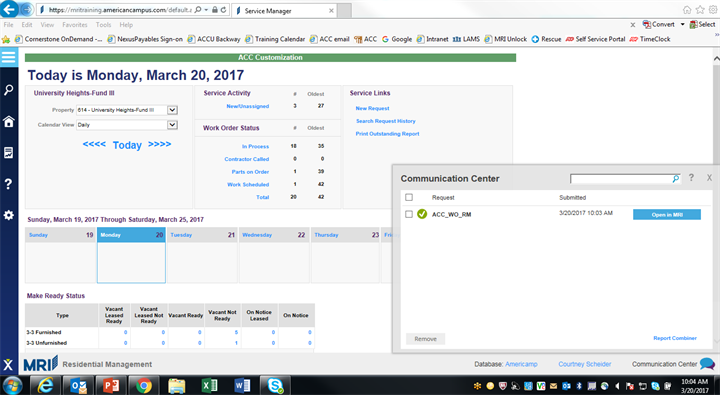 https://mriitraining.americancampus.com/default.a
Service Manager
File Edit View Favorites Tools Help
X Convert Select
Cornerstone OnDemand - ... NexusPayables Sign-on ACCU Backway Training Calendar ACC email ACC Google Intranet LAMS MRI Unlock Rescue Self Service Portal TimeClock
ACC Customization
Today is Monday, March 20, 2017
University Heights-Fund III
Property 614 - University Heights-Fund III
Calendar View Daily
<<<< Today >>>>
Service Activity # Oldest
New/Unassigned 3 27
Work Order Status # Oldest
In Process 18 35
Contractor Called 0 0
Parts on Order 1 39
Work Scheduled 1 42
Total 20 42
Service Links
New Request
Search Request History
Print Outstanding Report
Communication Center ? X
Request Submitted
ACC_WO_RM 3/20/2017 10:03 AM Open in MRI
Remove Report Combiner
Sunday, March 19, 2017 Through Saturday, March 25, 2017
Sunday 19 Monday 20 Tuesday 21 Wednesday 22 Thursday 23 Fri
Make Ready Status
Type Vacant Leased Ready Vacant Leased Not Ready Vacant Ready Vacant Not Ready On Notice Leased On Notice
3-3 Furnished 0 0 0 5 0 0
3-3 Unfurnished 0 0 0 1 0 0
MRI Residential Management
Database: Americamp Courtney Scheider Communication Center
10:04 AM
3/20/2017